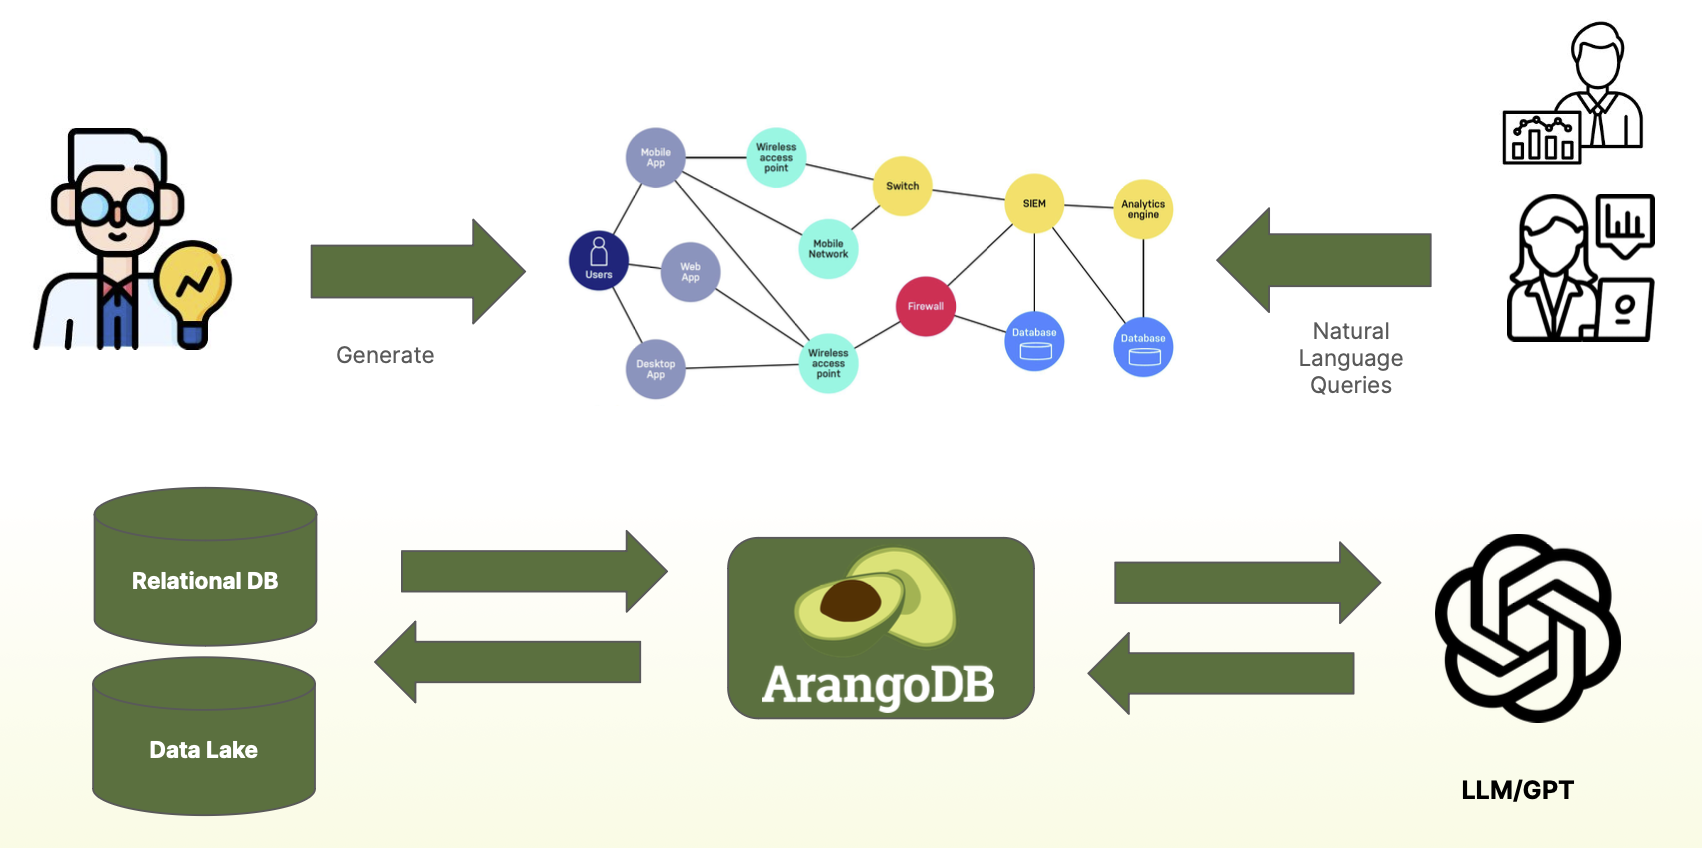 Mobile
App
Wireless
access
point
Switch
SIEM
Analytics
engine
Mobile
Network
Users
Web
App
Firewall
Database
Database
Wireless
access
point
Desktop
App
Generate
Natural
Language
Queries
Relational DB
Data Lake
ArangoDB
LLM/GPT